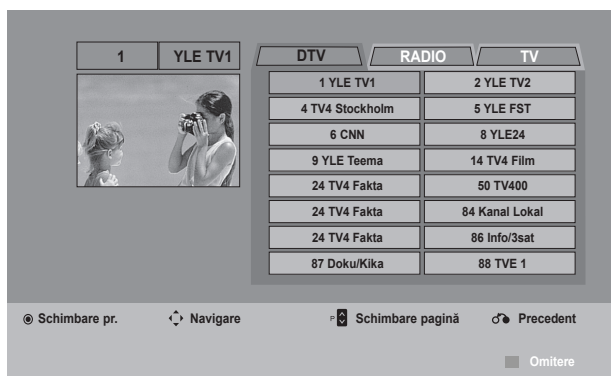 1 YLE TV1
DTV RADIO TV
1 YLE TV1 2 YLE TV2
4 TV4 Stockholm 5 YLE FST
6 CNN 8 YLE24
9 YLE Teema 14 TV4 Film
24 TV4 Fakta 50 TV400
24 TV4 Fakta 84 Kanal Lokal
24 TV4 Fakta 86 Info/3sat
87 Doku/Kika 88 TVE 1
Schimbare pr. Navigare P Schimbare pagină Precedent
Omitere